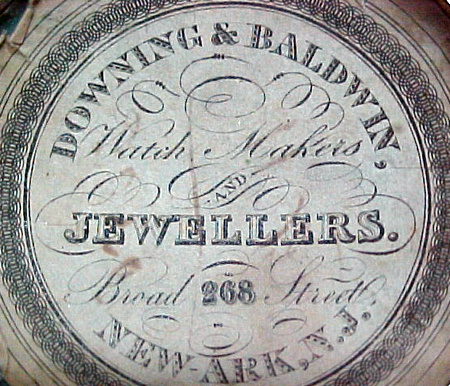 DOWNING & BALDWIN,
Watch Makers
AND
JEWELLERS.
Broad 268 Street,
NEW-ARK, N.J.